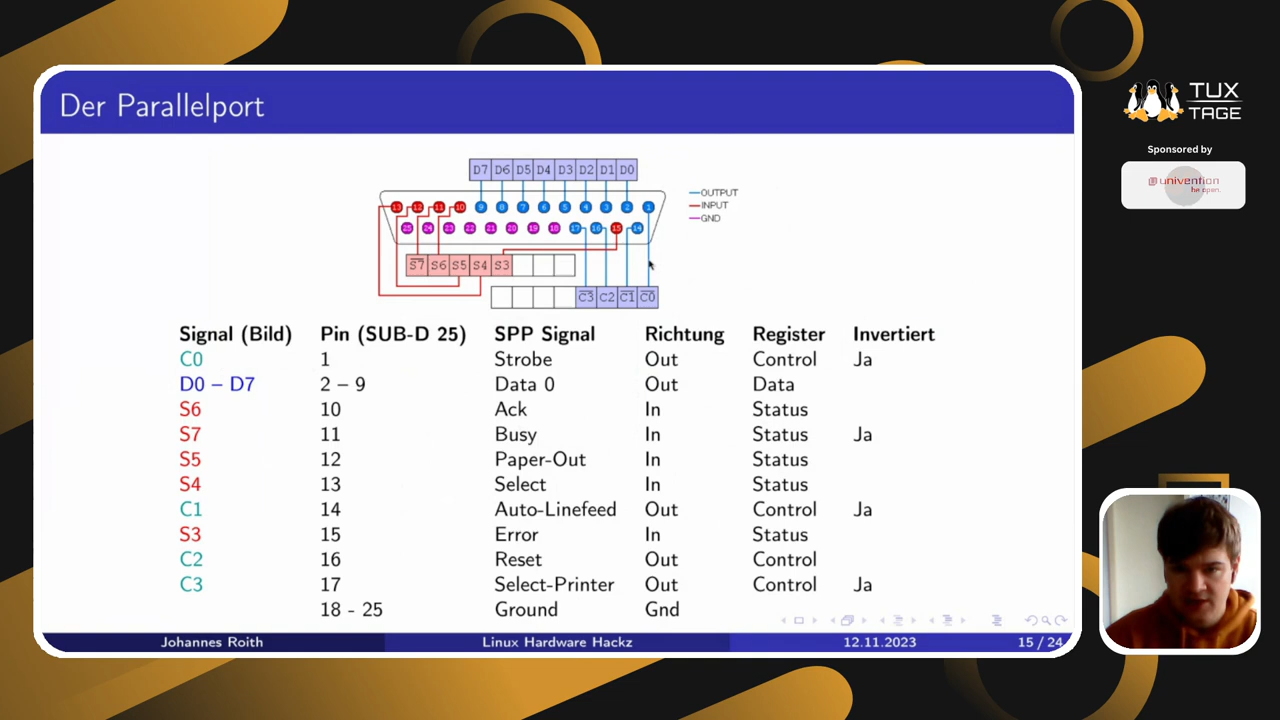 Der Parallelport
TUX
TAGE
Sponsored by
univention
be open.
D7 D6 D5 D4 D3 D2 D1 D0
OUTPUT
INPUT
GND
13 12 11 10 9 8 7 6 5 4 3 2 1
25 24 23 22 21 20 19 18 17 16 15 14
S7 S6 S5 S4 S3
C3 C2 C1 C0
Signal (Bild) Pin (SUB-D 25) SPP Signal Richtung Register Invertiert
C0 1 Strobe Out Control Ja
D0 – D7 2 – 9 Data 0 Out Data
S6 10 Ack In Status
S7 11 Busy In Status Ja
S5 12 Paper-Out In Status
S4 13 Select In Status
C1 14 Auto-Linefeed Out Control Ja
S3 15 Error In Status
C2 16 Reset Out Control
C3 17 Select-Printer Out Control Ja
18 - 25 Ground Gnd
Johannes Roith Linux Hardware Hackz 12.11.2023 15 / 24